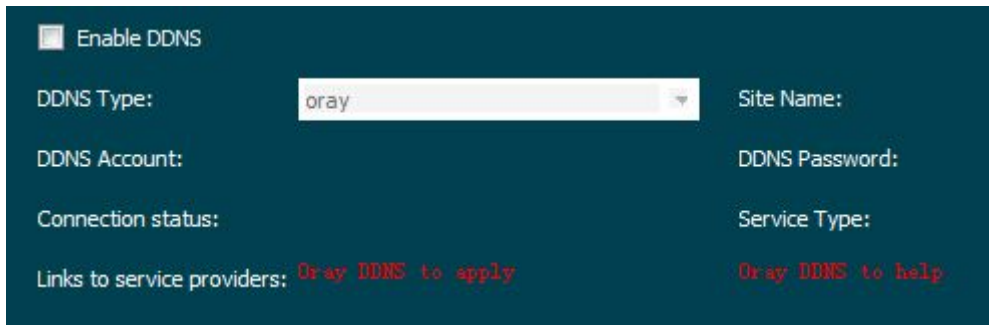 Enable DDNS
DDNS Type: oray Site Name:
DDNS Account: DDNS Password:
Connection status: Service Type:
Links to service providers: Oray DDNS to apply Oray DDNS to help